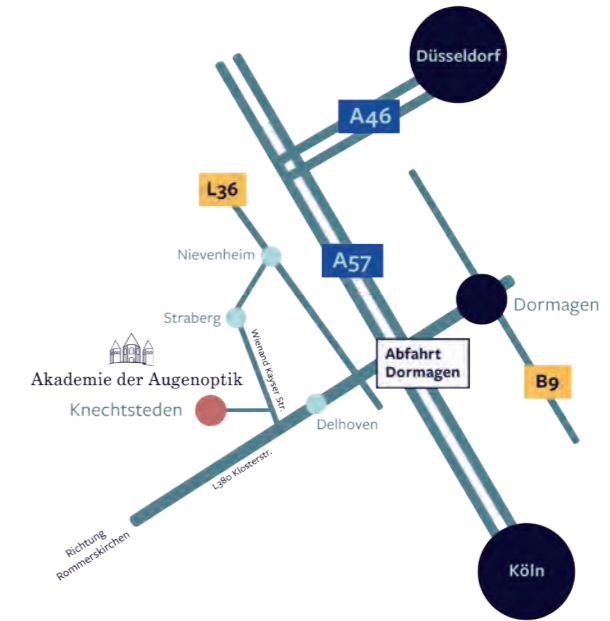 Düsseldorf
A46
L36
Nievenheim
A57
Straberg
Dormagen
Wienand Kayser Str.
Akademie der Augenoptik
Abfahrt
Dormagen
B9
Knechtsteden
Delhoven
L380 Klosterstr.
Richtung
Rommerskirchen
Köln